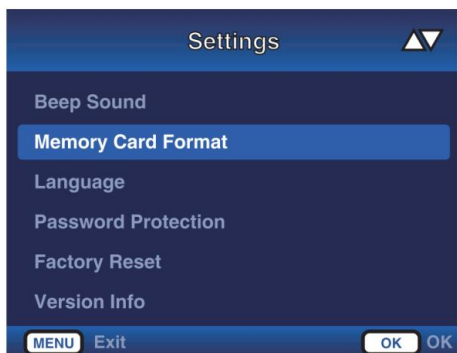 Settings
Beep Sound
Memory Card Format
Language
Password Protection
Factory Reset
Version Info
MENU Exit
OK OK